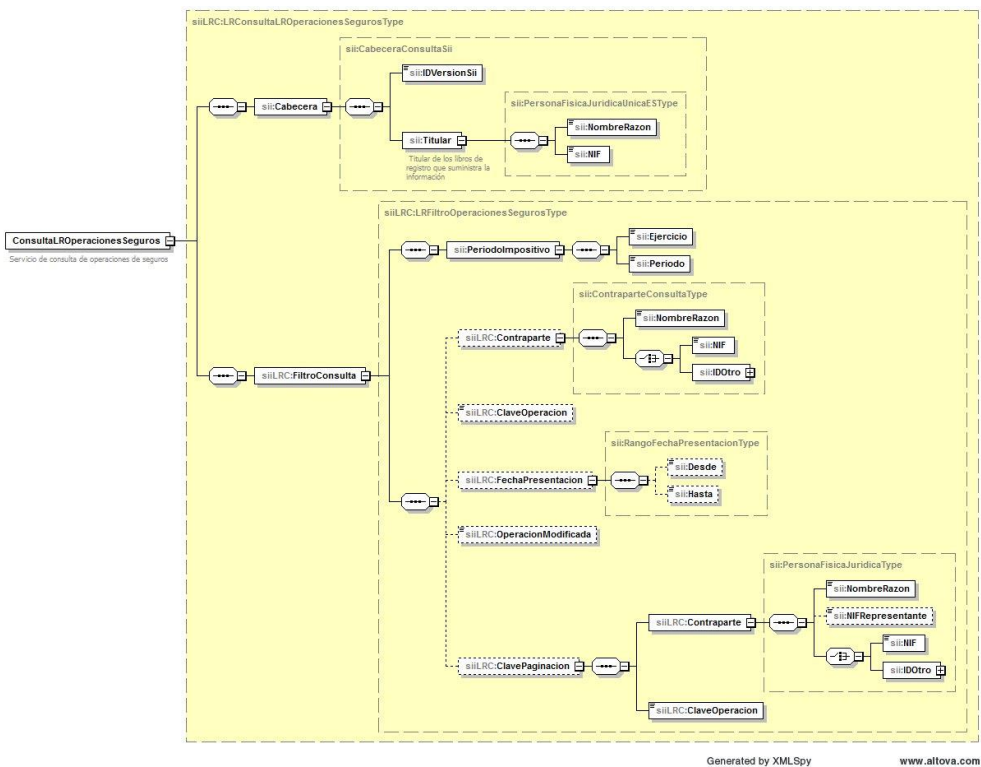 siiLRC:LRConsultaLROperacionesSegurosType
sii:CabeceraConsultaSii
sii:IDVersionSii
sii:Cabecera
sii:PersonaFisicaJuridicaUnicaESType
sii:NombreRazon
sii:Titular
sii:NIF
Titular de los libros de
registro que suministra la
información
siiLRC:LRFiltroOperacionesSegurosType
ConsultaLROperacionesSeguros
Servicio de consulta de operaciones de seguros
sii:Ejercicio
sii:PeriodoImpositivo
sii:Periodo
sii:ContraparteConsultaType
sii:NombreRazon
siiLRC:Contraparte
sii:NIF
sii:IDOtro
siiLRC:FiltroConsulta
siiLRC:ClaveOperacion
sii:RangoFechaPresentacionType
sii:Desde
siiLRC:FechaPresentacion
sii:Hasta
siiLRC:OperacionModificada
sii:PersonaFisicaJuridicaType
sii:NombreRazon
siiLRC:Contraparte
sii:NIFRepresentante
sii:NIF
siiLRC:ClavePaginacion
sii:IDOtro
siiLRC:ClaveOperacion
Generated by XMLSpy
www.altova.com